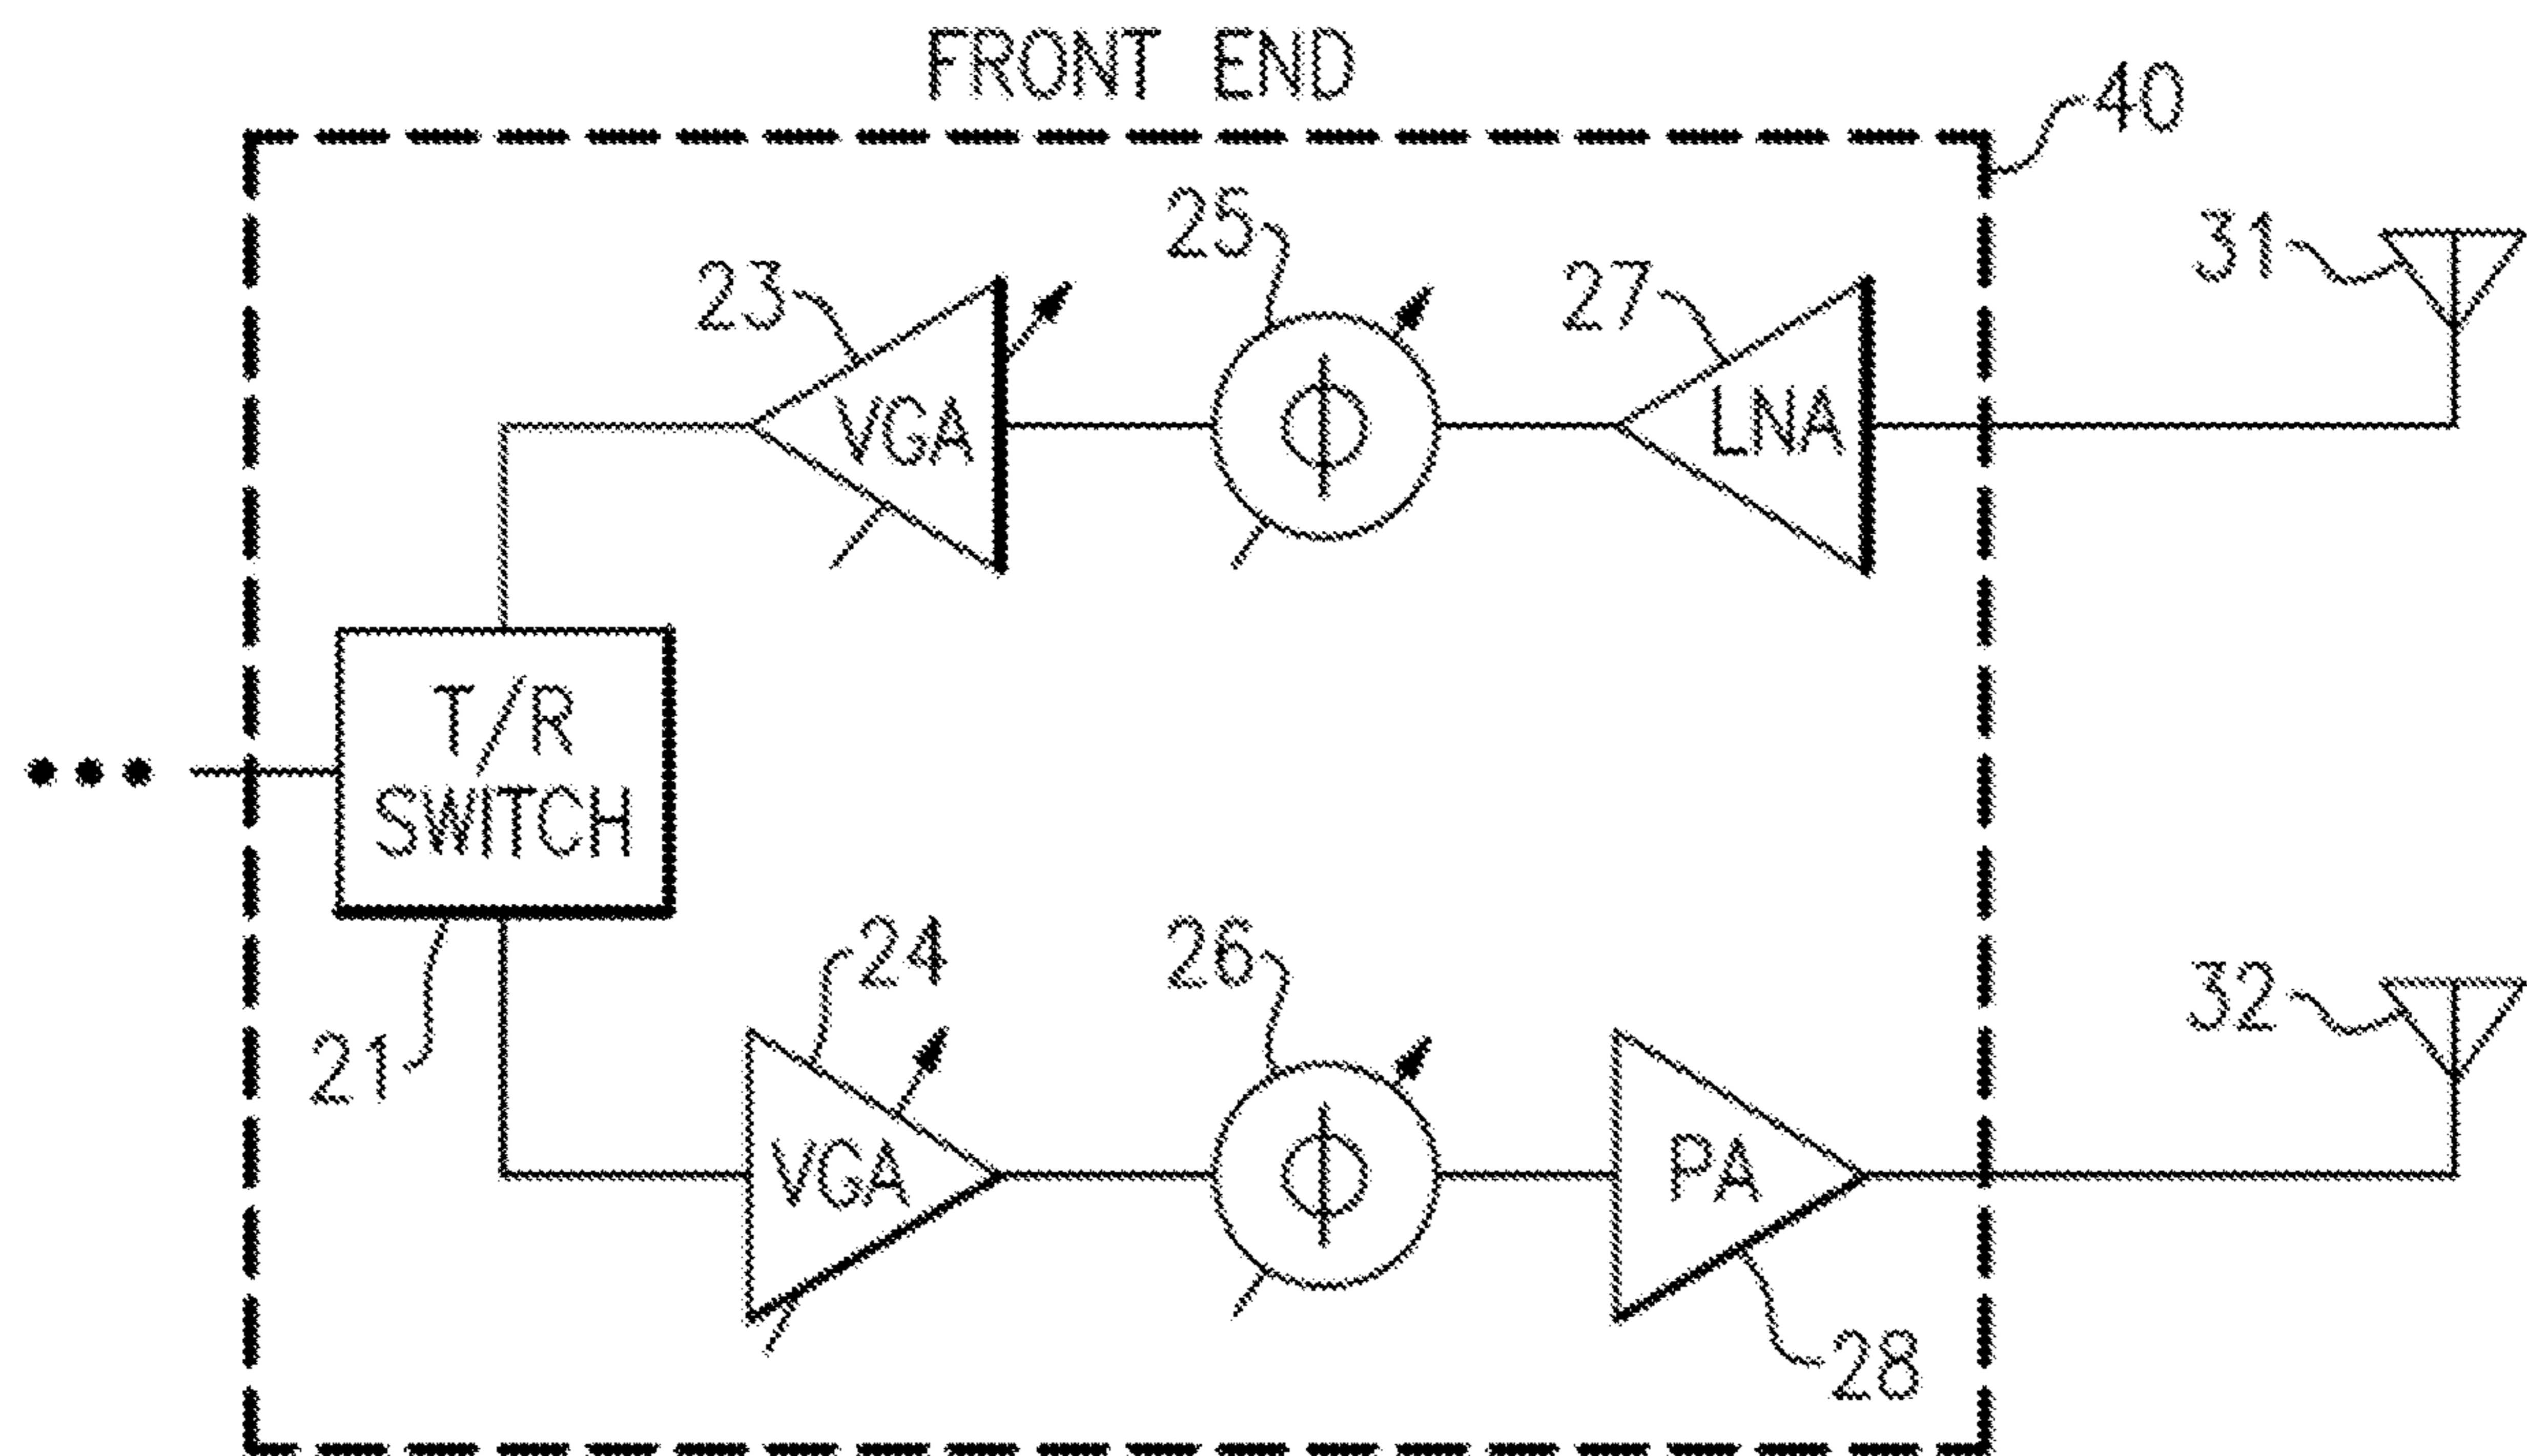 FRONT END
40
25
31
23
27
VGA
Φ
LNA
T/R
SWITCH
24
26
32
21
VGA
Φ
PA
28